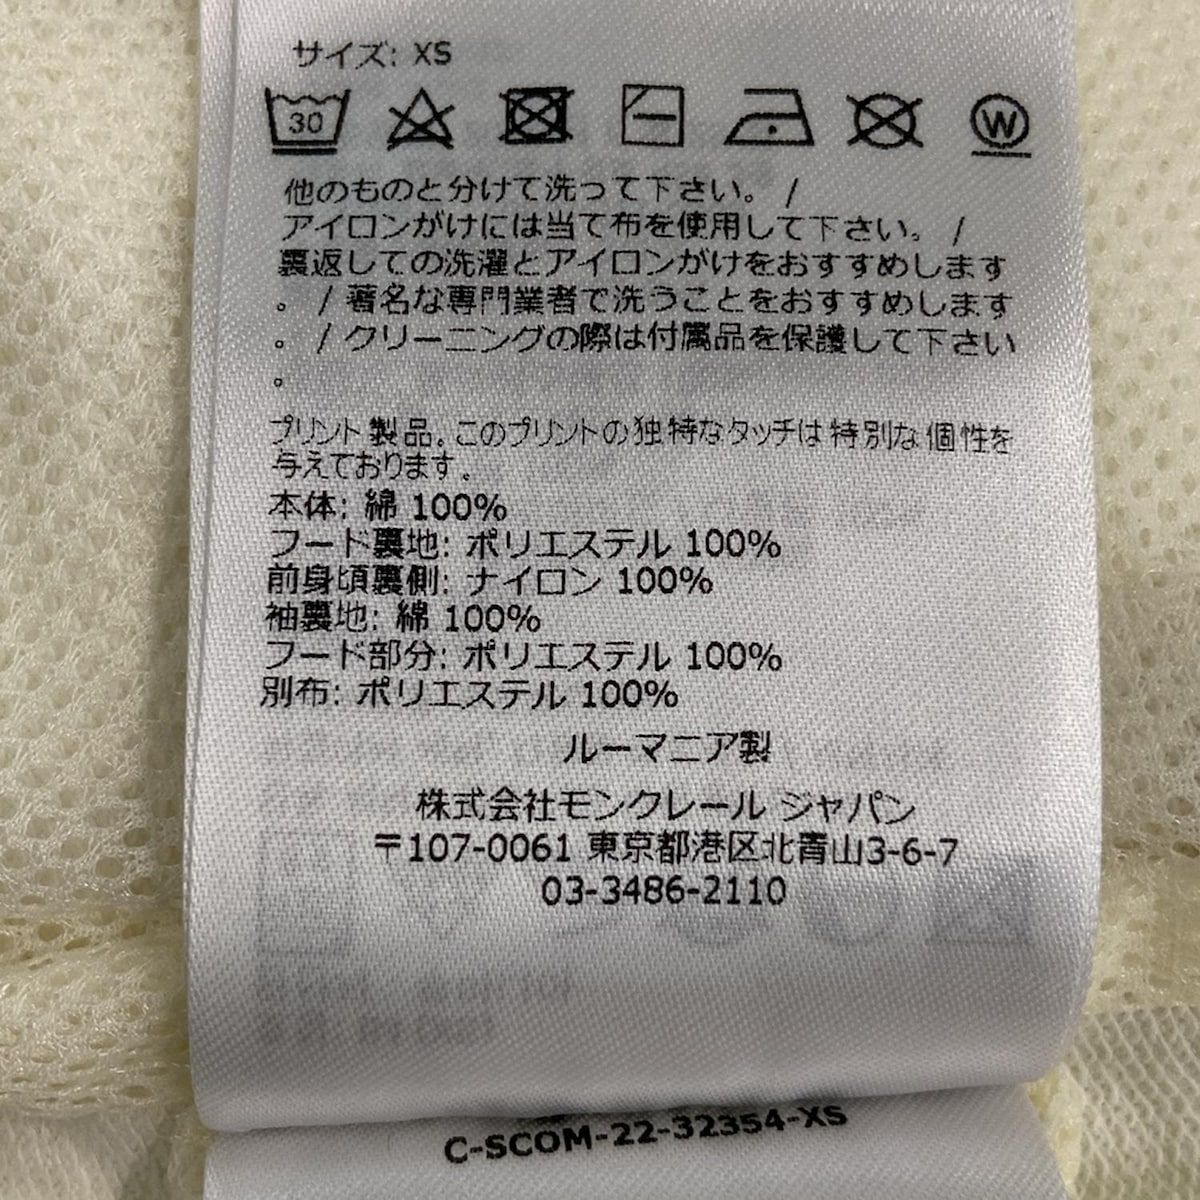 サイズ: XS
30 W
他のものと分けて洗って下さい。 /
アイロンがけには当て布を使用して下さい。 /
裏返しての洗濯とアイロンがけをおすすめします
。 / 著名な専門業者で洗うことをおすすめします
。 / クリーニングの際は付属品を保護して下さい
。
プリント製品。このプリントの独特なタッチは特別な個性を
与えております。
本体: 綿 100%
フード裏地: ポリエステル 100%
前身頃裏側: ナイロン 100%
袖裏地: 綿 100%
フード部分: ポリエステル 100%
別布: ポリエステル 100%
ルーマニア製
株式会社モンクレール ジャパン
〒107-0061 東京都港区北青山3-6-7
03-3486-2110
C-SCOM-22-32354-XS